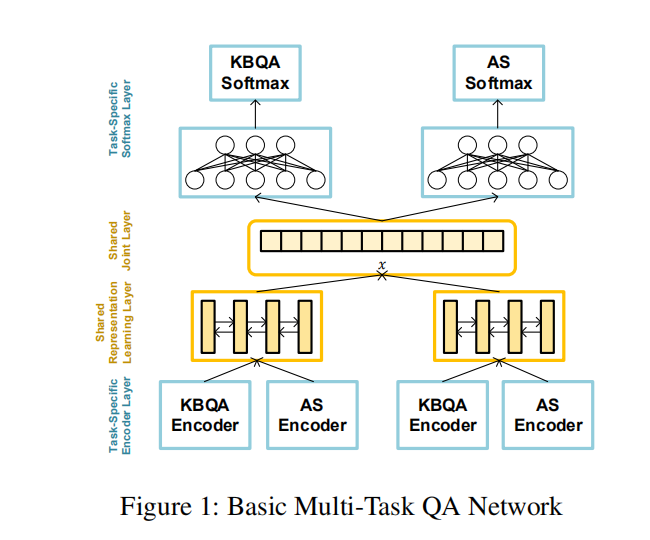 KBQA
Softmax
AS
Softmax
Task-Specific
Softmax Layer
Shared
Joint Layer
x
Shared
Representation
Learning Layer
Task-Specific
Encoder Layer
KBQA
Encoder
AS
Encoder
KBQA
Encoder
AS
Encoder
Figure 1: Basic Multi-Task QA Network